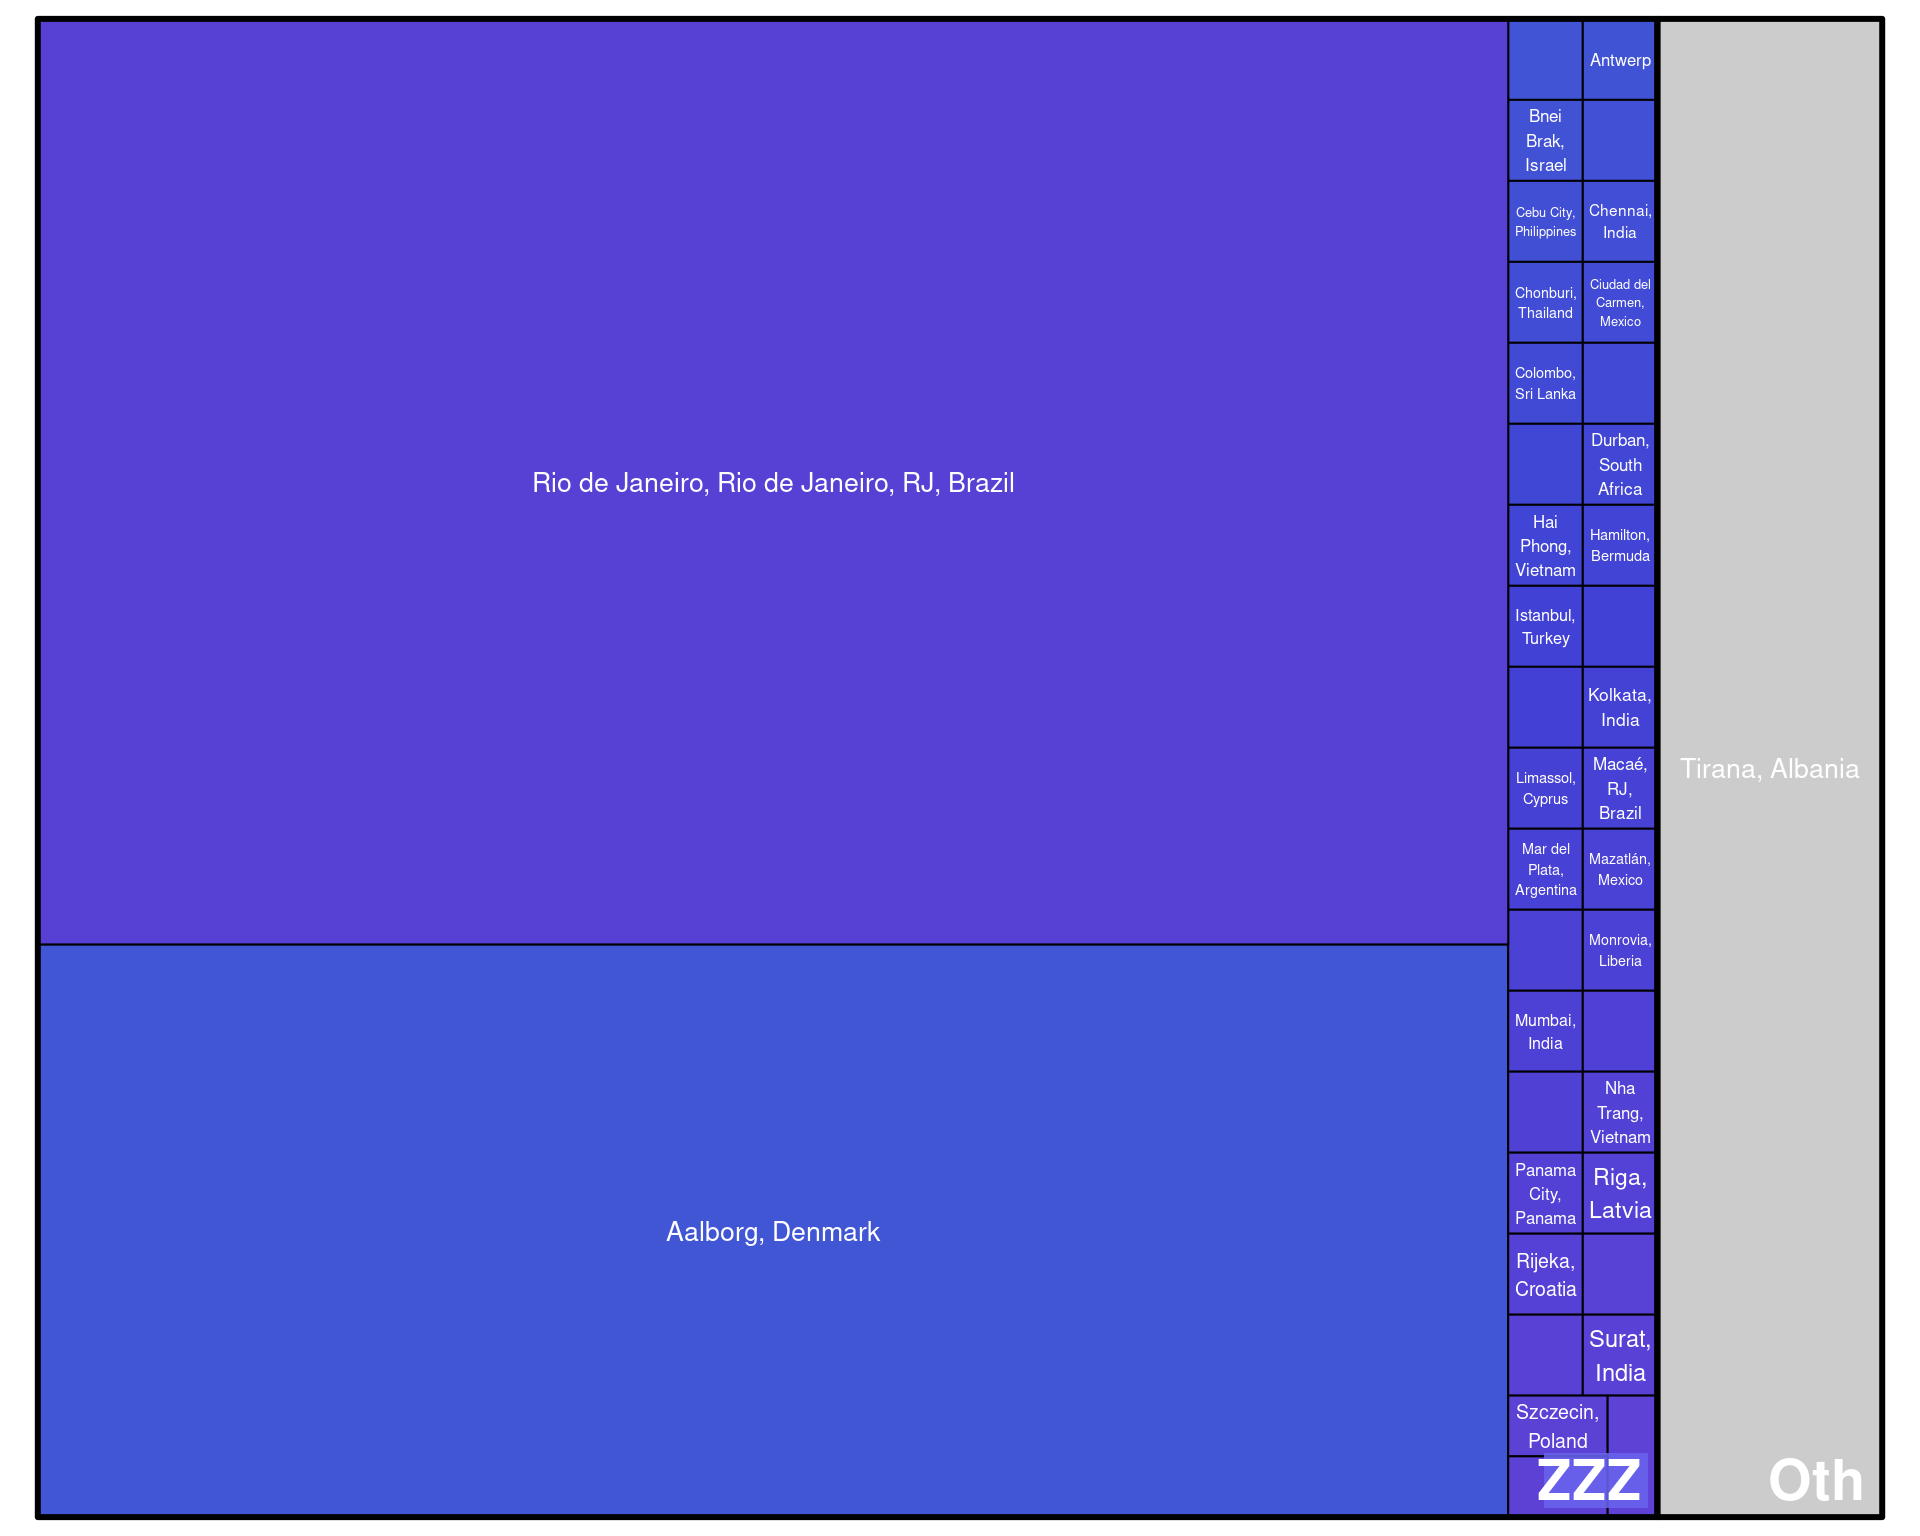 Rio de Janeiro, Rio de Janeiro, RJ, Brazil
Aalborg, Denmark
Antwerp
Bnei
Brak,
Israel
Cebu City,
Philippines
Chennai,
India
Chonburi,
Thailand
Ciudad del
Carmen,
Mexico
Colombo,
Sri Lanka
Durban,
South
Africa
Hai
Phong,
Vietnam
Hamilton,
Bermuda
Istanbul,
Turkey
Kolkata,
India
Limassol,
Cyprus
Macaé,
RJ,
Brazil
Mar del
Plata,
Argentina
Mazatlán,
Mexico
Monrovia,
Liberia
Mumbai,
India
Nha
Trang,
Vietnam
Panama
City,
Panama
Riga,
Latvia
Rijeka,
Croatia
Surat,
India
Szczecin,
Poland
ZZZ
Tirana, Albania
Oth